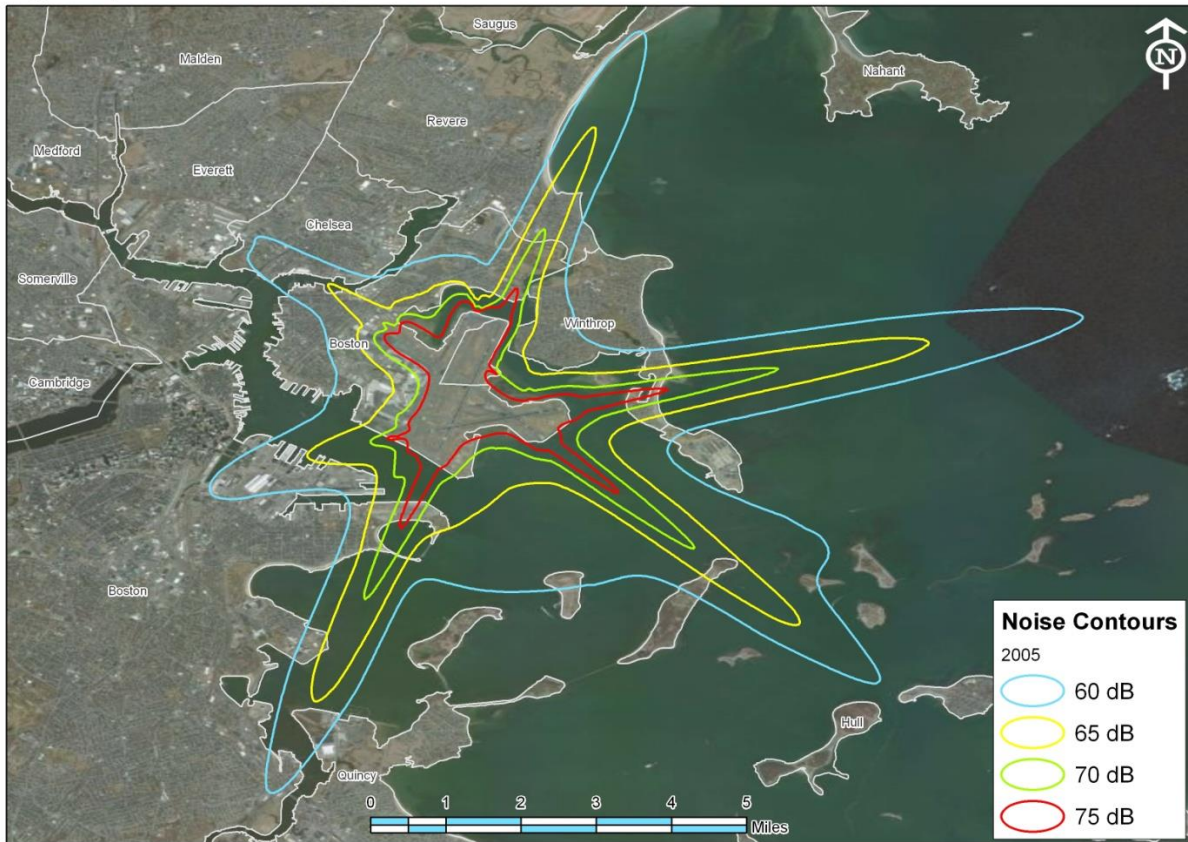 Saugus
Malden
Nahant
N
Revere
Medford
Everett
Chelsea
Somerville
Winthrop
Boston
Cambridge
Boston
Hull
Quincy
0 1 2 3 4 5
Miles
Noise Contours
2005
60 dB
65 dB
70 dB
75 dB